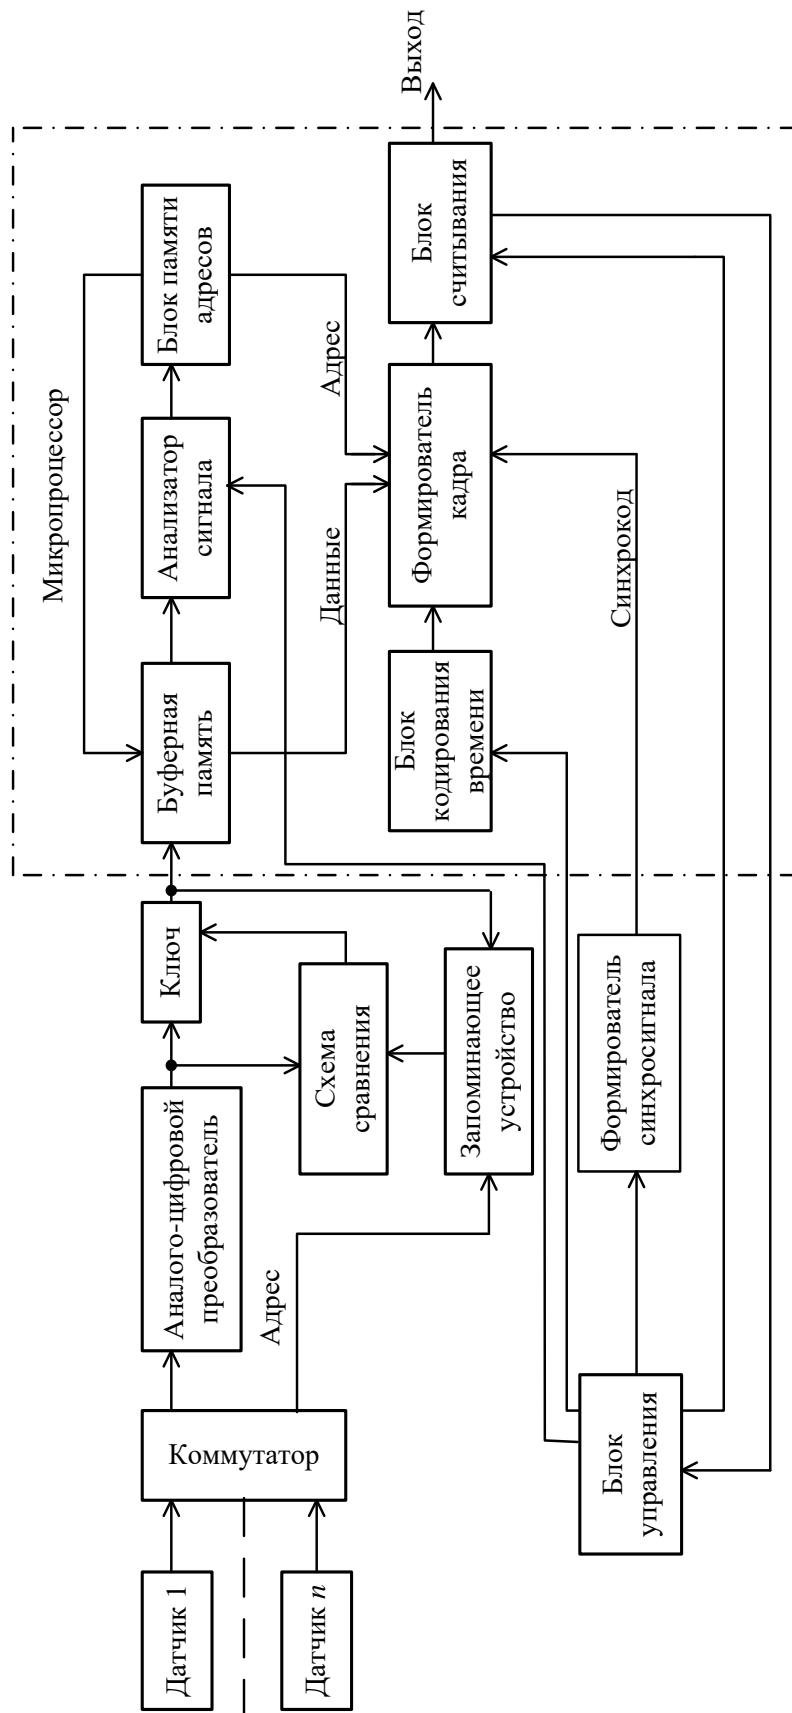 Датчик 1
Датчик n
Коммутатор
Адрес
Аналого-цифровой
преобразователь
Ключ
Схема
сравнения
Запоминающее
устройство
Блок
управления
Формирователь
синхросигнала
Микропроцессор
Буферная
память
Анализатор
сигнала
Блок памяти
адресов
Данные
Адрес
Блок
кодирования
времени
Формирователь
кадра
Блок
считывания
Синхрокод
Выход